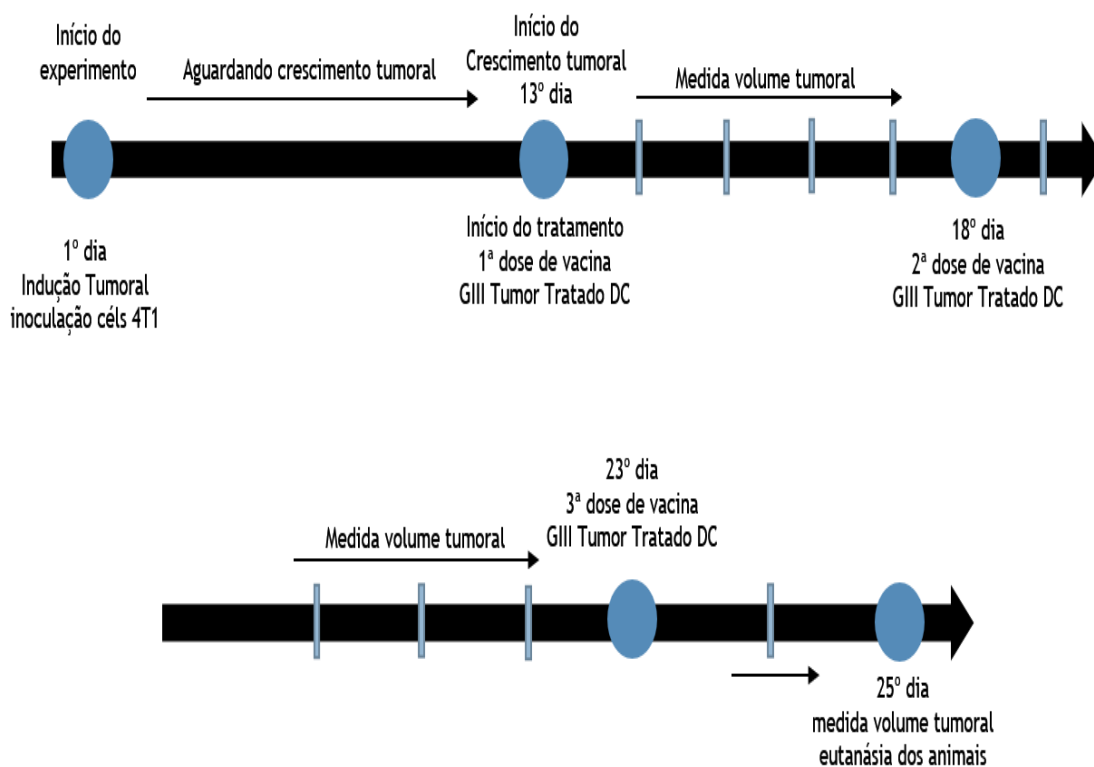 Início do
experimento
Aguardando crescimento tumoral
Início do
Crescimento tumoral
13º dia
Medida volume tumoral
1º dia
Indução Tumoral
inoculação céls 4T1
Início do tratamento
1ª dose de vacina
GIII Tumor Tratado DC
18º dia
2ª dose de vacina
GIII Tumor Tratado DC
Medida volume tumoral
23º dia
3ª dose de vacina
GIII Tumor Tratado DC
25º dia
medida volume tumoral
eutanásia dos animais